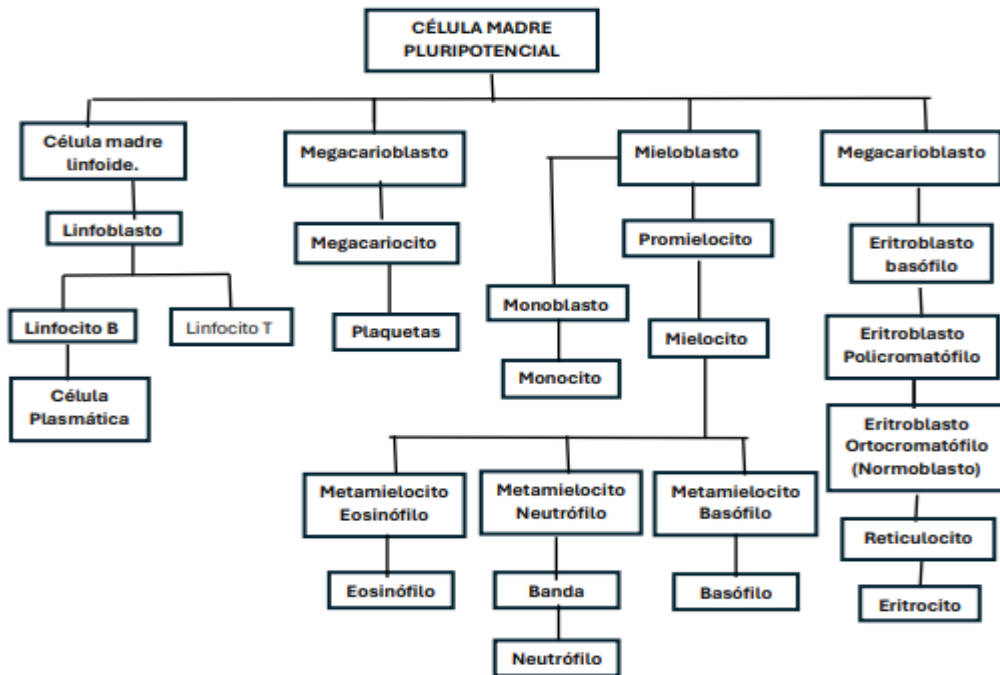 CÉLULA MADRE
PLURIPOTENCIAL
Célula madre
linfoide.
Megacarioblasto
Mieloblasto
Megacarioblasto
Linfoblasto
Megacariocito
Promielocito
Eritroblasto
basófilo
Linfocito B
Linfocito T
Plaquetas
Monoblasto
Mielocito
Eritroblasto
Policromatófilo
Célula
Plasmática
Monocito
Eritroblasto
Ortocromatófilo
(Normoblasto)
Metamielocito
Eosinófilo
Metamielocito
Neutrófilo
Metamielocito
Basófilo
Reticulocito
Eosinófilo
Banda
Basófilo
Eritrocito
Neutrófilo